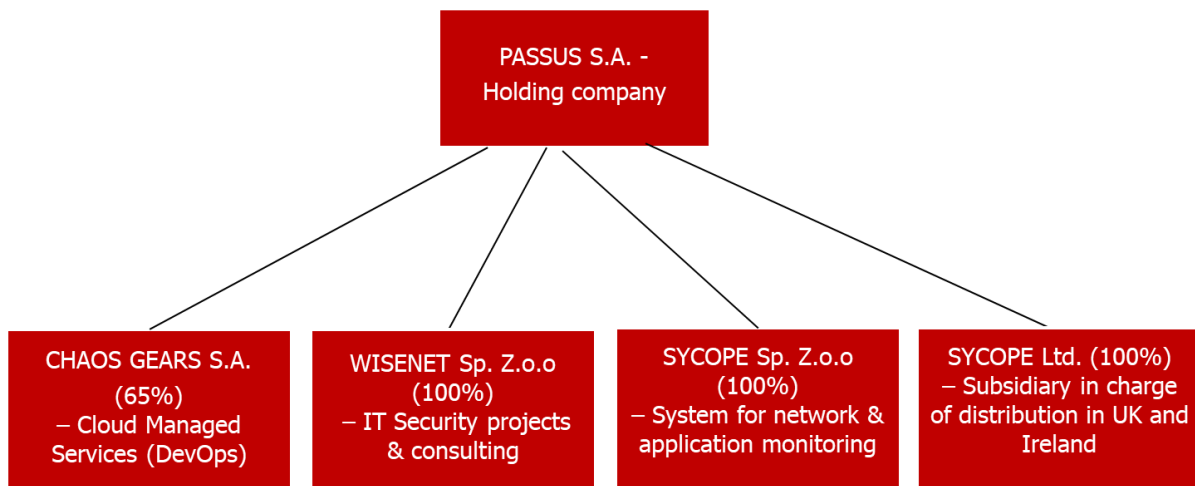 PASSUS S.A. -
Holding company
CHAOS GEARS S.A.
(65%)
– Cloud Managed
Services (DevOps)
WISENET Sp. Z.o.o
(100%)
– IT Security projects
& consulting
SYCOPE Sp. Z.o.o
(100%)
– System for network &
application monitoring
SYCOPE Ltd. (100%)
– Subsidiary in charge
of distribution in UK and
Ireland